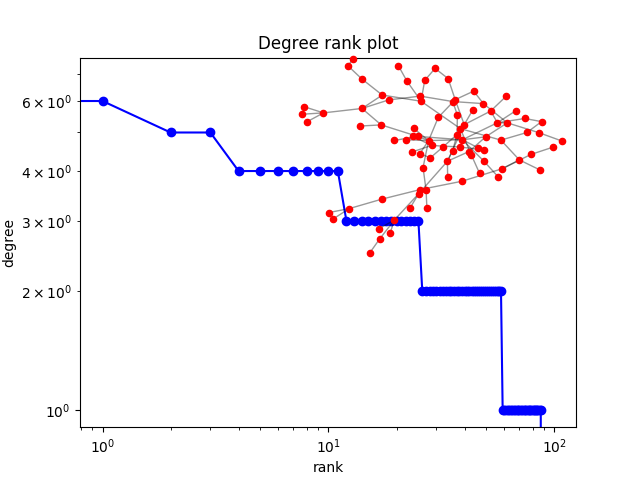 Degree rank plot
6 × 10⁰
4 × 10⁰
3 × 10⁰
2 × 10⁰
10⁰
degree
10⁰ 10¹ 10²
rank